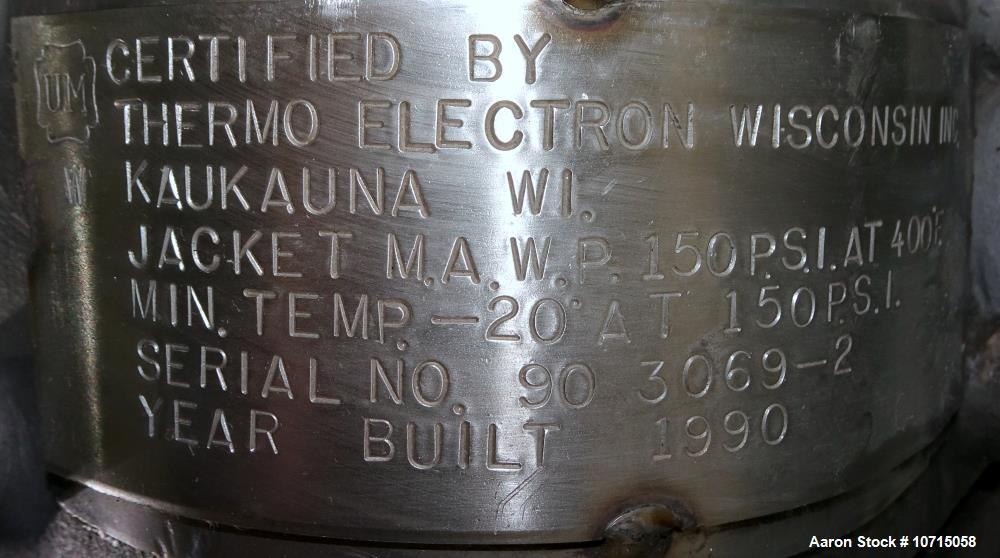 UM CERTIFIED BY
THERMO ELECTRON WISCONSIN INC.
W KAUKAUNA WI.
JACKET M.A.W.P. 150 P.S.I. AT 400°F.
MIN. TEMP. -20° AT 150 P.S.I.
SERIAL NO. 90 3069-2
YEAR BUILT 1990
Aaron Stock # 10715058